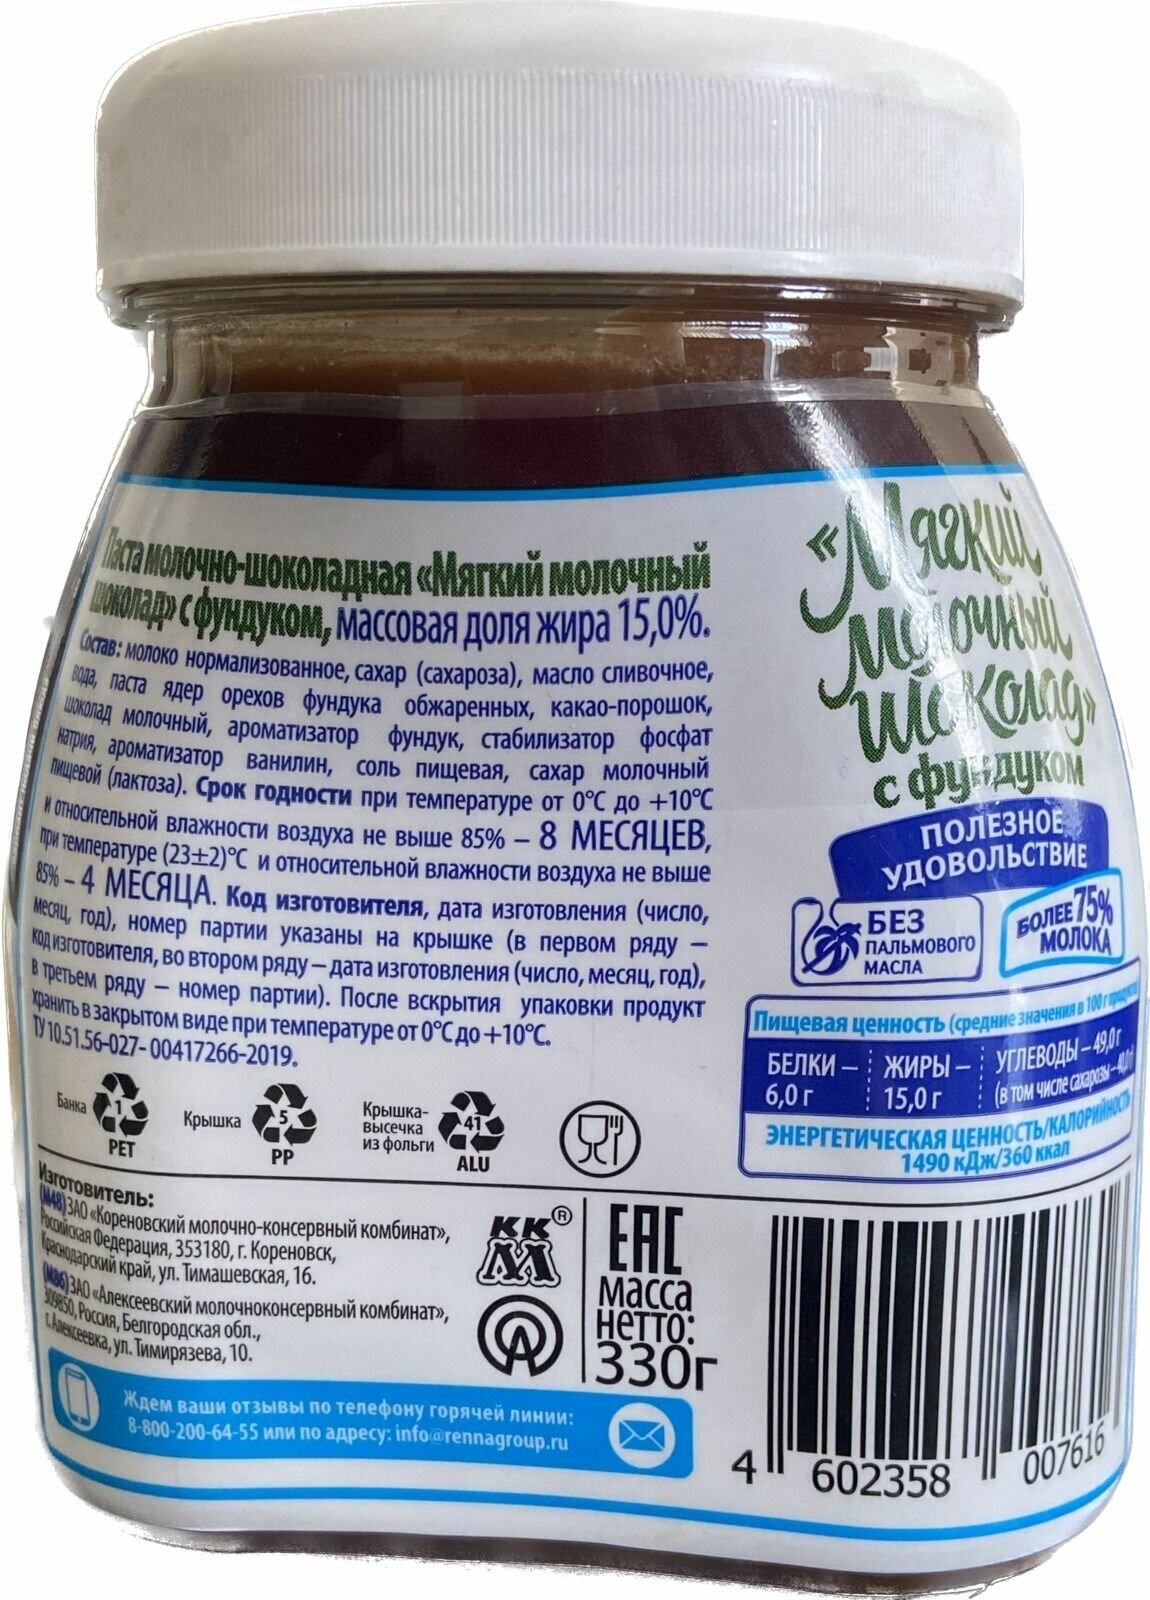 Паста молочно-шоколадная «Мягкий молочный
шоколад» с фундуком, массовая доля жира 15,0%.
Состав: молоко нормализованное, сахар (сахароза), масло сливочное,
вода, паста ядер орехов фундука обжаренных, какао-порошок,
шоколад молочный, ароматизатор фундук, стабилизатор фосфат
натрия, ароматизатор ванилин, соль пищевая, сахар молочный
пищевой (лактоза). Срок годности при температуре от 0°С до +10°С
и относительной влажности воздуха не выше 85% – 8 МЕСЯЦЕВ,
при температуре (23±2)°С и относительной влажности воздуха не выше
85% – 4 МЕСЯЦА. Код изготовителя, дата изготовления (число,
месяц, год), номер партии указаны на крышке (в первом ряду –
код изготовителя, во втором ряду – дата изготовления (число, месяц, год),
в третьем ряду – номер партии). После вскрытия упаковки продукт
хранить в закрытом виде при температуре от 0°С до +10°С.
ТУ 10.51.56-027- 00417266-2019.
Банка 1 PET
Крышка 5 PP
Крышка-
высечка
из фольги
41 ALU
Изготовитель:
(М48) ЗАО «Кореновский молочно-консервный комбинат»,
Российская Федерация, 353180, г. Кореновск,
Краснодарский край, ул. Тимашевская, 16.
(М86) ЗАО «Алексеевский молочноконсервный комбинат»,
309850, Россия, Белгородская обл.,
г. Алексеевка, ул. Тимирязева, 10.
ККМ®
ЕАС
масса
нетто:
330г
Ждем ваши отзывы по телефону горячей линии:
8-800-200-64-55 или по адресу: info@rennagroup.ru
«Мягкий
молочный
шоколад»
с фундуком
ПОЛЕЗНОЕ
УДОВОЛЬСТВИЕ
БЕЗ
ПАЛЬМОВОГО
МАСЛА
БОЛЕЕ 75%
МОЛОКА
Пищевая ценность (средние значения в 100 г продукта)
БЕЛКИ –
6,0 г
ЖИРЫ –
15,0 г
УГЛЕВОДЫ – 49,0 г
(в том числе сахарозы – 40,0 г)
ЭНЕРГЕТИЧЕСКАЯ ЦЕННОСТЬ/КАЛОРИЙНОСТЬ
1490 кДж/360 ккал
4 602358 007616